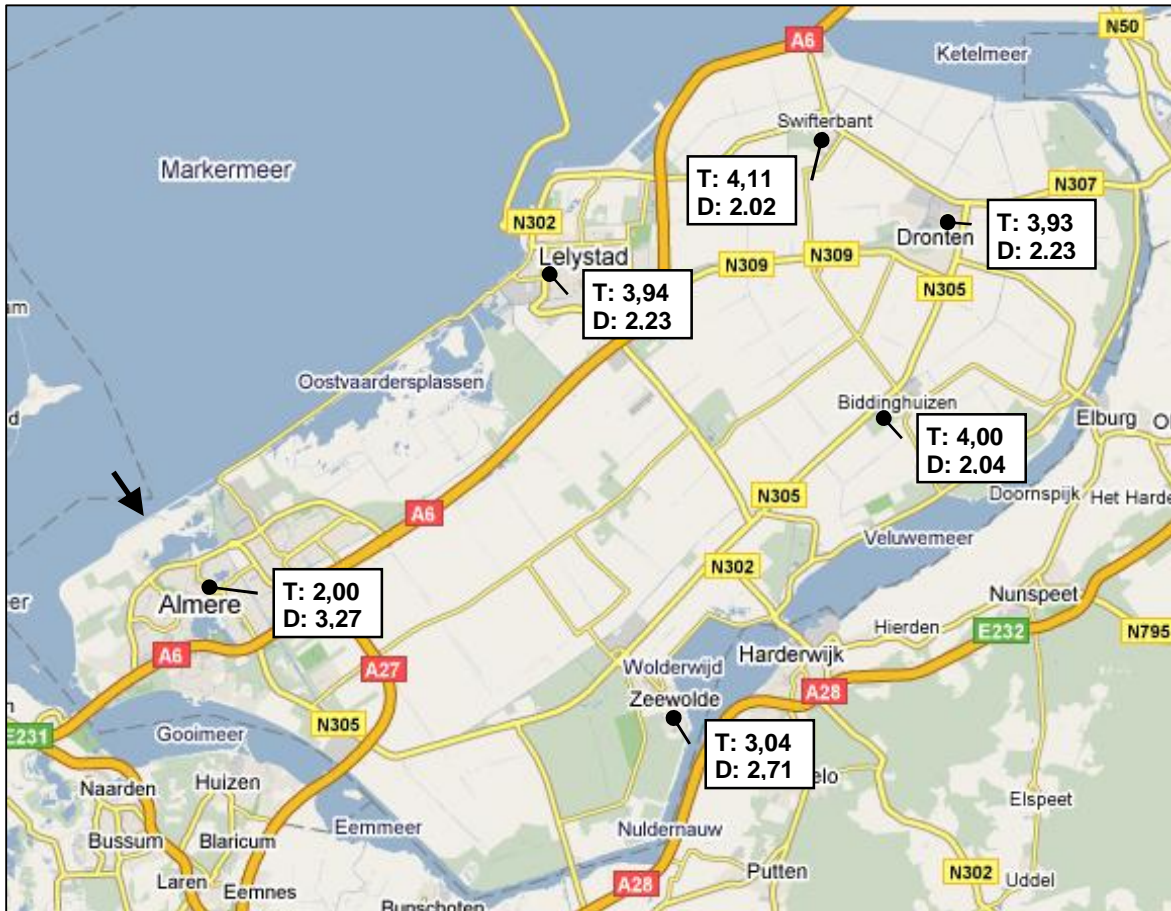 A6
N50
Ketelmeer
Swifterbant
Markermeer
T: 4,11
D: 2.02
N307
N302
T: 3,93
D: 2.23
Dronten
Lelystad
N309
N309
N305
T: 3,94
D: 2,23
Oostvaardersplassen
Biddinghuizen
Elburg
T: 4,00
D: 2,04
Doornspijk
Het Harde
N305
A6
Veluwemeer
N302
T: 2,00
D: 3,27
Almere
Nunspeet
Hierden
E232
N795
A6
A27
Wolderwijd
Harderwijk
Zeewolde
A28
N305
E231
Gooimeer
T: 3,04
D: 2,71
Naarden
Huizen
elo
Elspeet
Bussum
Blaricum
Eemmeer
Nuldernauw
Laren
Eemnes
A28
Putten
N302
Uddel
Bunschoten